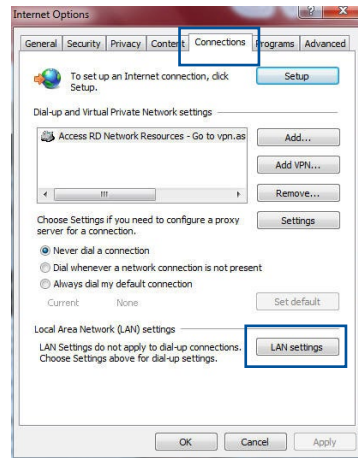 Internet Options
General Security Privacy Content Connections Programs Advanced
To set up an Internet connection, click
Setup.
Setup
Dial-up and Virtual Private Network settings
Access RD Network Resources - Go to vpn.as
Add...
Add VPN...
Remove...
Choose Settings if you need to configure a proxy
server for a connection.
Settings
Never dial a connection
Dial whenever a network connection is not present
Always dial my default connection
Current None
Set default
Local Area Network (LAN) settings
LAN Settings do not apply to dial-up connections.
Choose Settings above for dial-up settings.
LAN settings
OK Cancel Apply